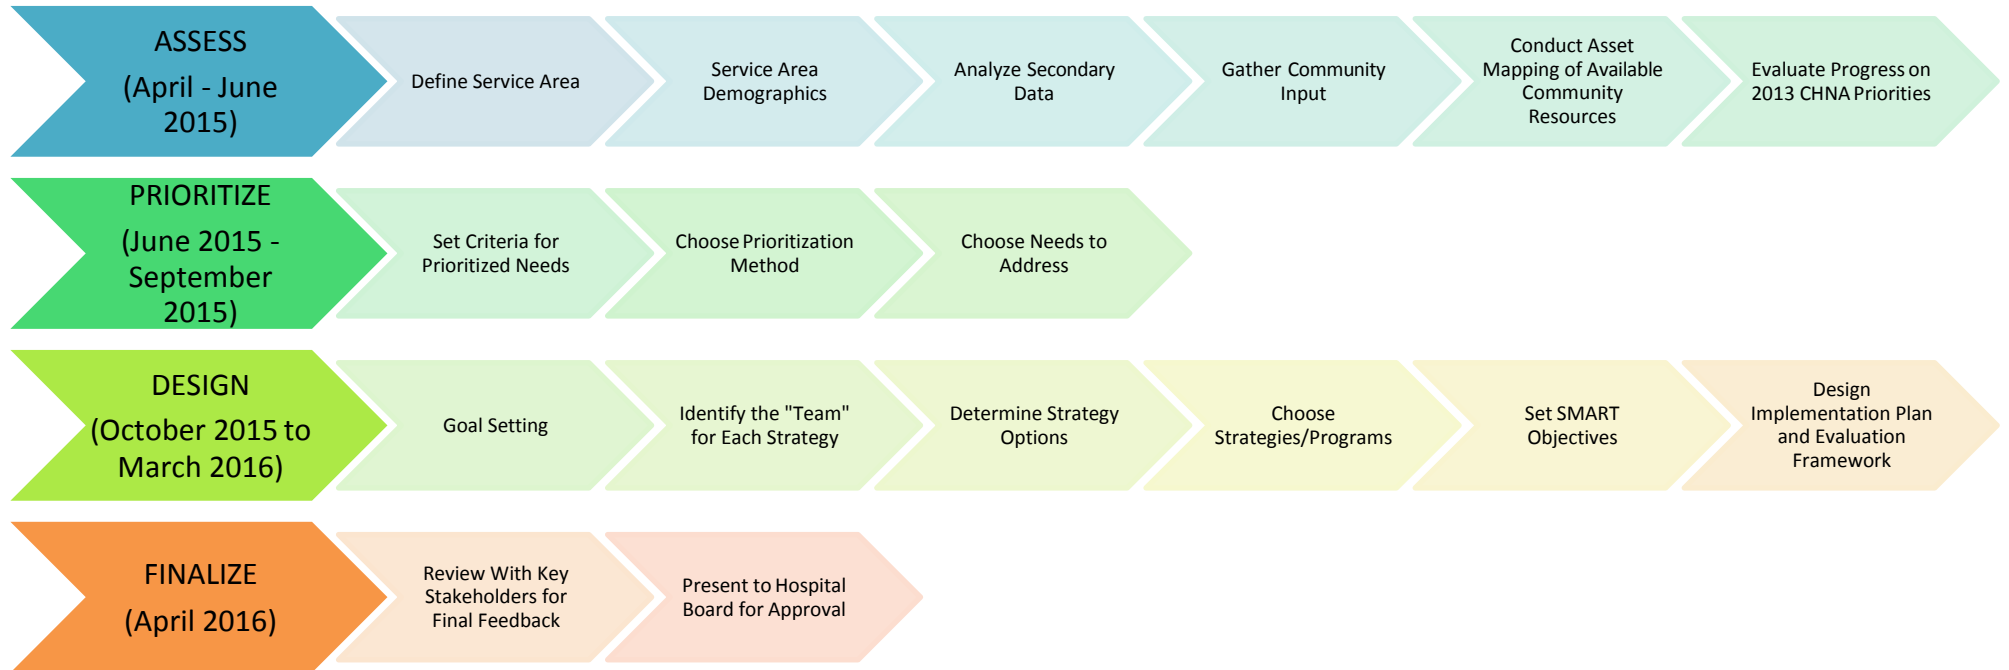 ASSESS
(April - June
2015)
Define Service Area
Service Area
Demographics
Analyze Secondary
Data
Gather Community
Input
Conduct Asset
Mapping of Available
Community
Resources
Evaluate Progress on
2013 CHNA Priorities
PRIORITIZE
(June 2015 -
September
2015)
Set Criteria for
Prioritized Needs
Choose Prioritization
Method
Choose Needs to
Address
DESIGN
(October 2015 to
March 2016)
Goal Setting
Identify the "Team"
for Each Strategy
Determine Strategy
Options
Choose
Strategies/Programs
Set SMART
Objectives
Design
Implementation Plan
and Evaluation
Framework
FINALIZE
(April 2016)
Review With Key
Stakeholders for
Final Feedback
Present to Hospital
Board for Approval